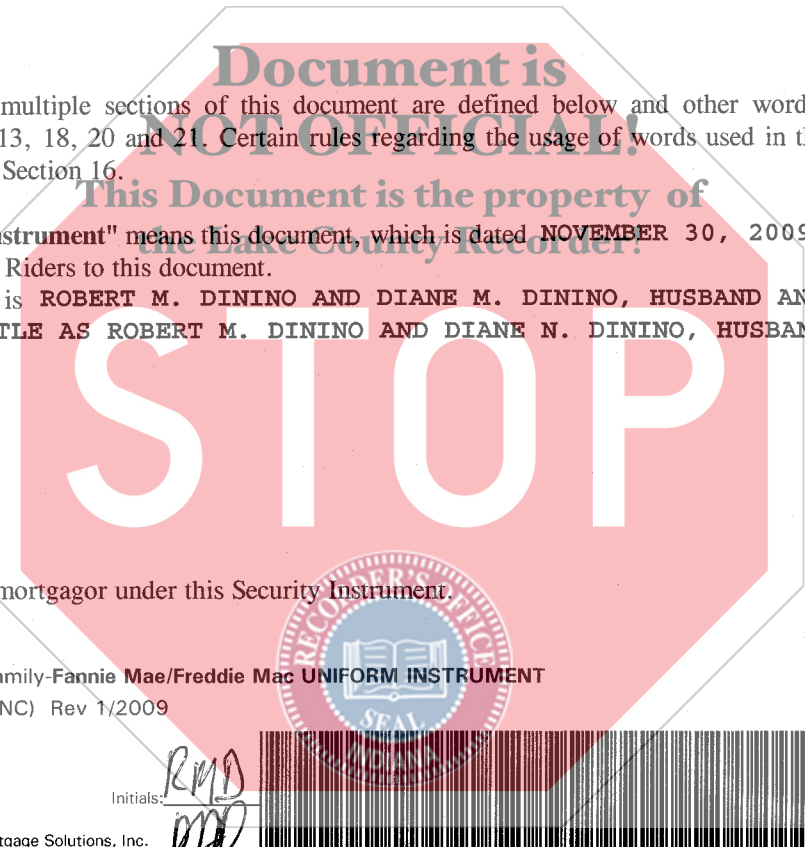 Document is
multiple sections of this document are defined below and other word
13, 18, 20 and 21. Certain rules regarding the usage of words used in
NOT OFFICIAL!
Section 16.
This Document is the property of
strument" means this document, which is dated NOVEMBER 30, 2009
the Lake County Recorder!
Riders to this document.
is ROBERT M. DININO AND DIANE M. DININO, HUSBAND AN
TLE AS ROBERT M. DININO AND DIANE N. DININO, HUSBAN
STOP
mortgagor under this Security Instrument.
RECORDER'S OFFICE
SEAL
INDIANA
amily-Fannie Mae/Freddie Mac UNIFORM INSTRUMENT
NC) Rev 1/2009
Initials: RMD
tgage Solutions, Inc.